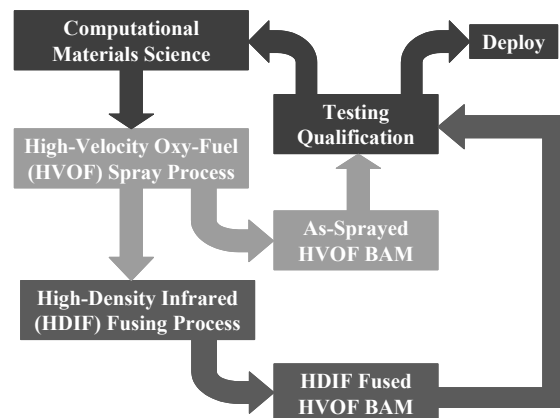 Computational
Materials Science
Deploy
Testing
Qualification
High-Velocity Oxy-Fuel
(HVOF) Spray Process
As-Sprayed
HVOF BAM
High-Density Infrared
(HDIF) Fusing Process
HDIF Fused
HVOF BAM